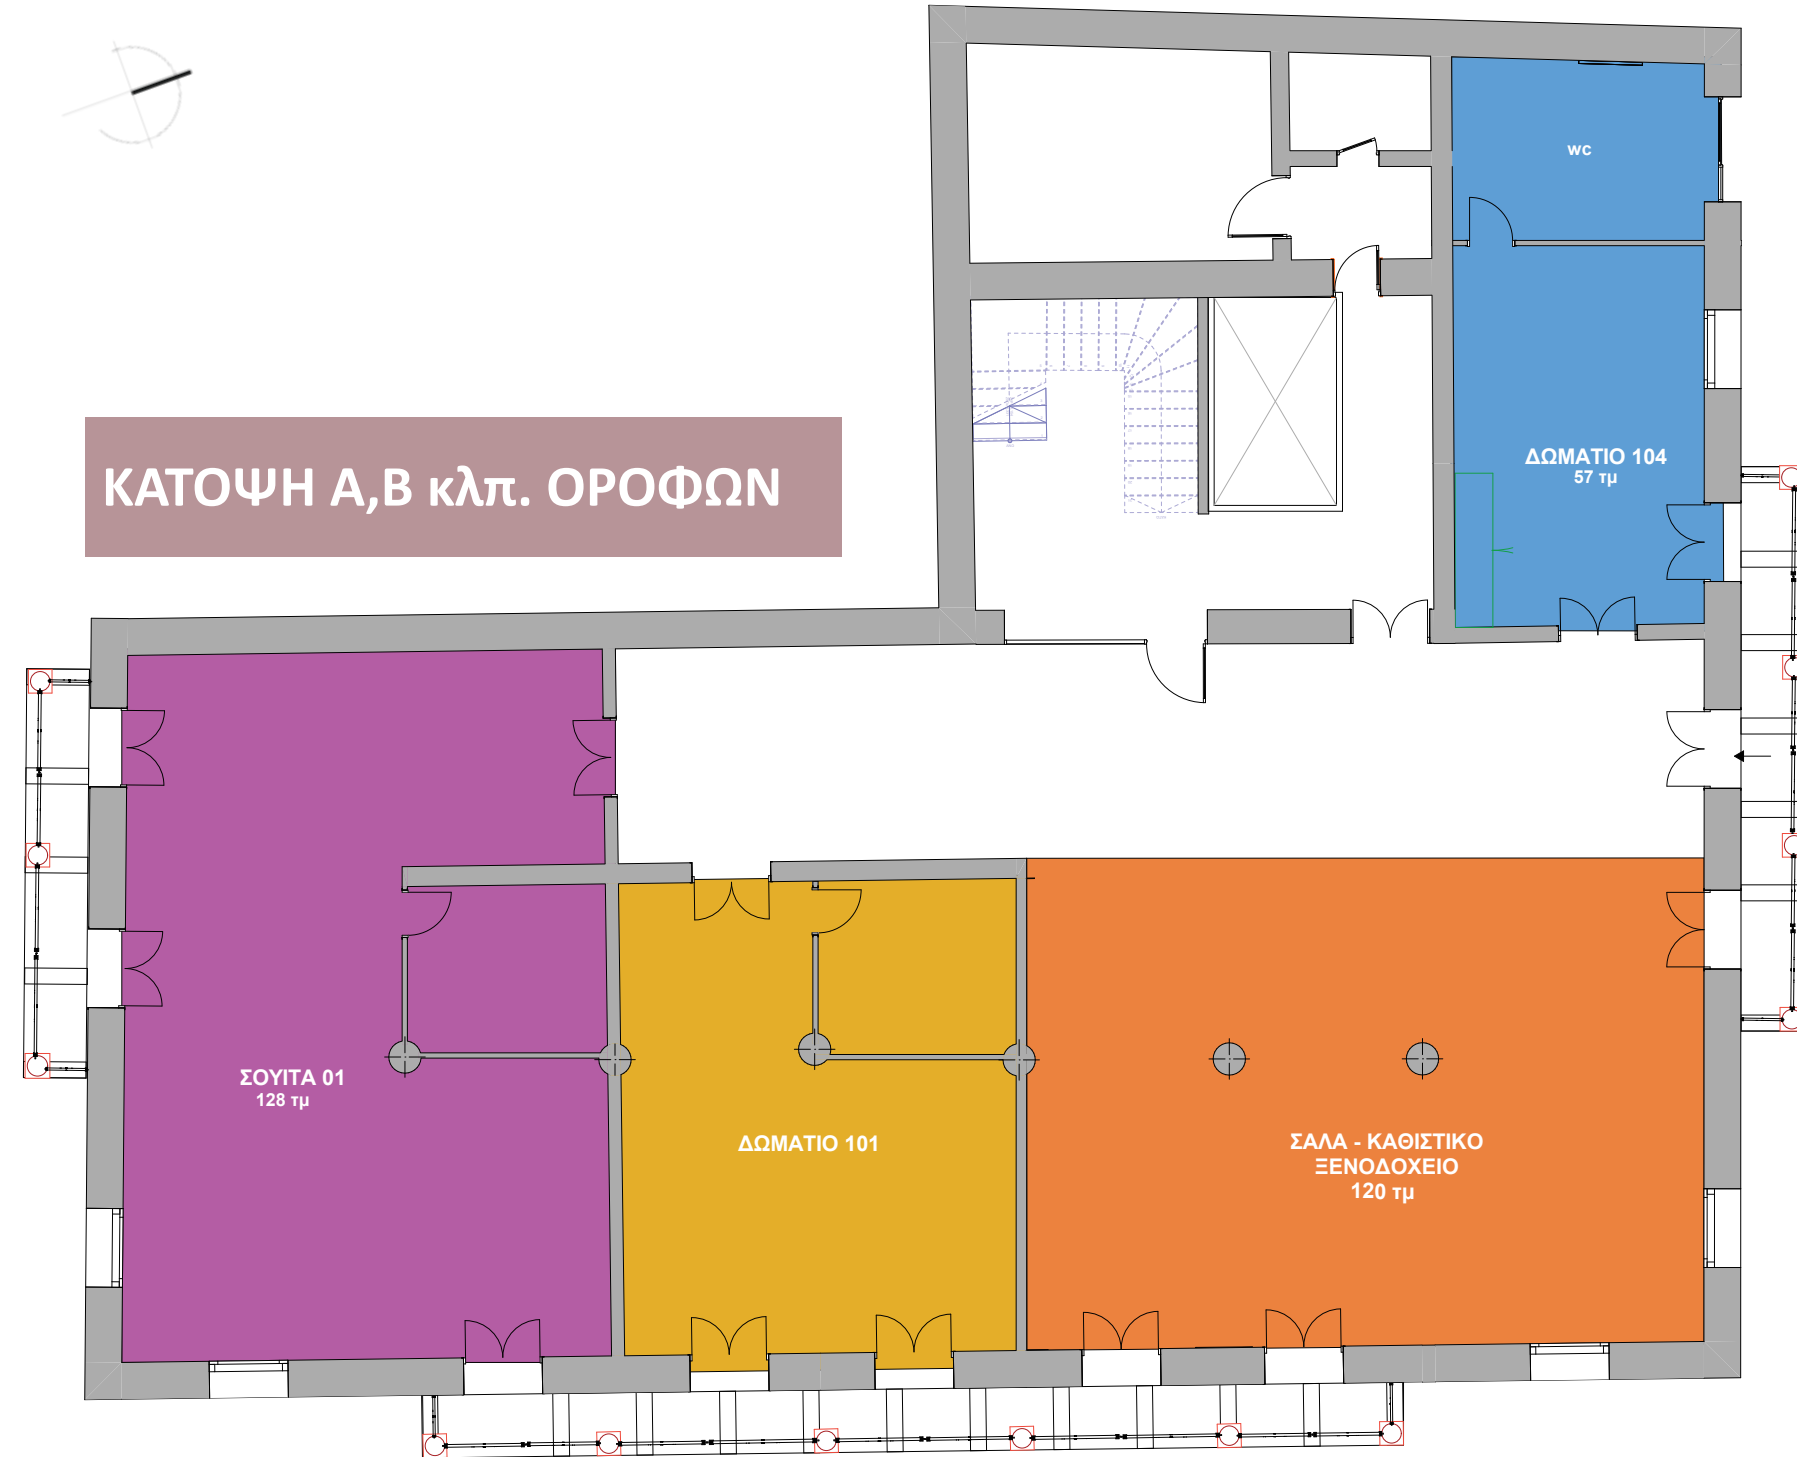 wc
ΔΩΜΑΤΙΟ 104
57 τμ
ΚΑΤΟΨΗ Α,Β κλπ. ΟΡΟΦΩΝ
ΣΟΥΙΤΑ 01
128 τμ
ΔΩΜΑΤΙΟ 101
ΣΑΛΑ - ΚΑΘΙΣΤΙΚΟ
ΞΕΝΟΔΟΧΕΙΟ
120 τμ